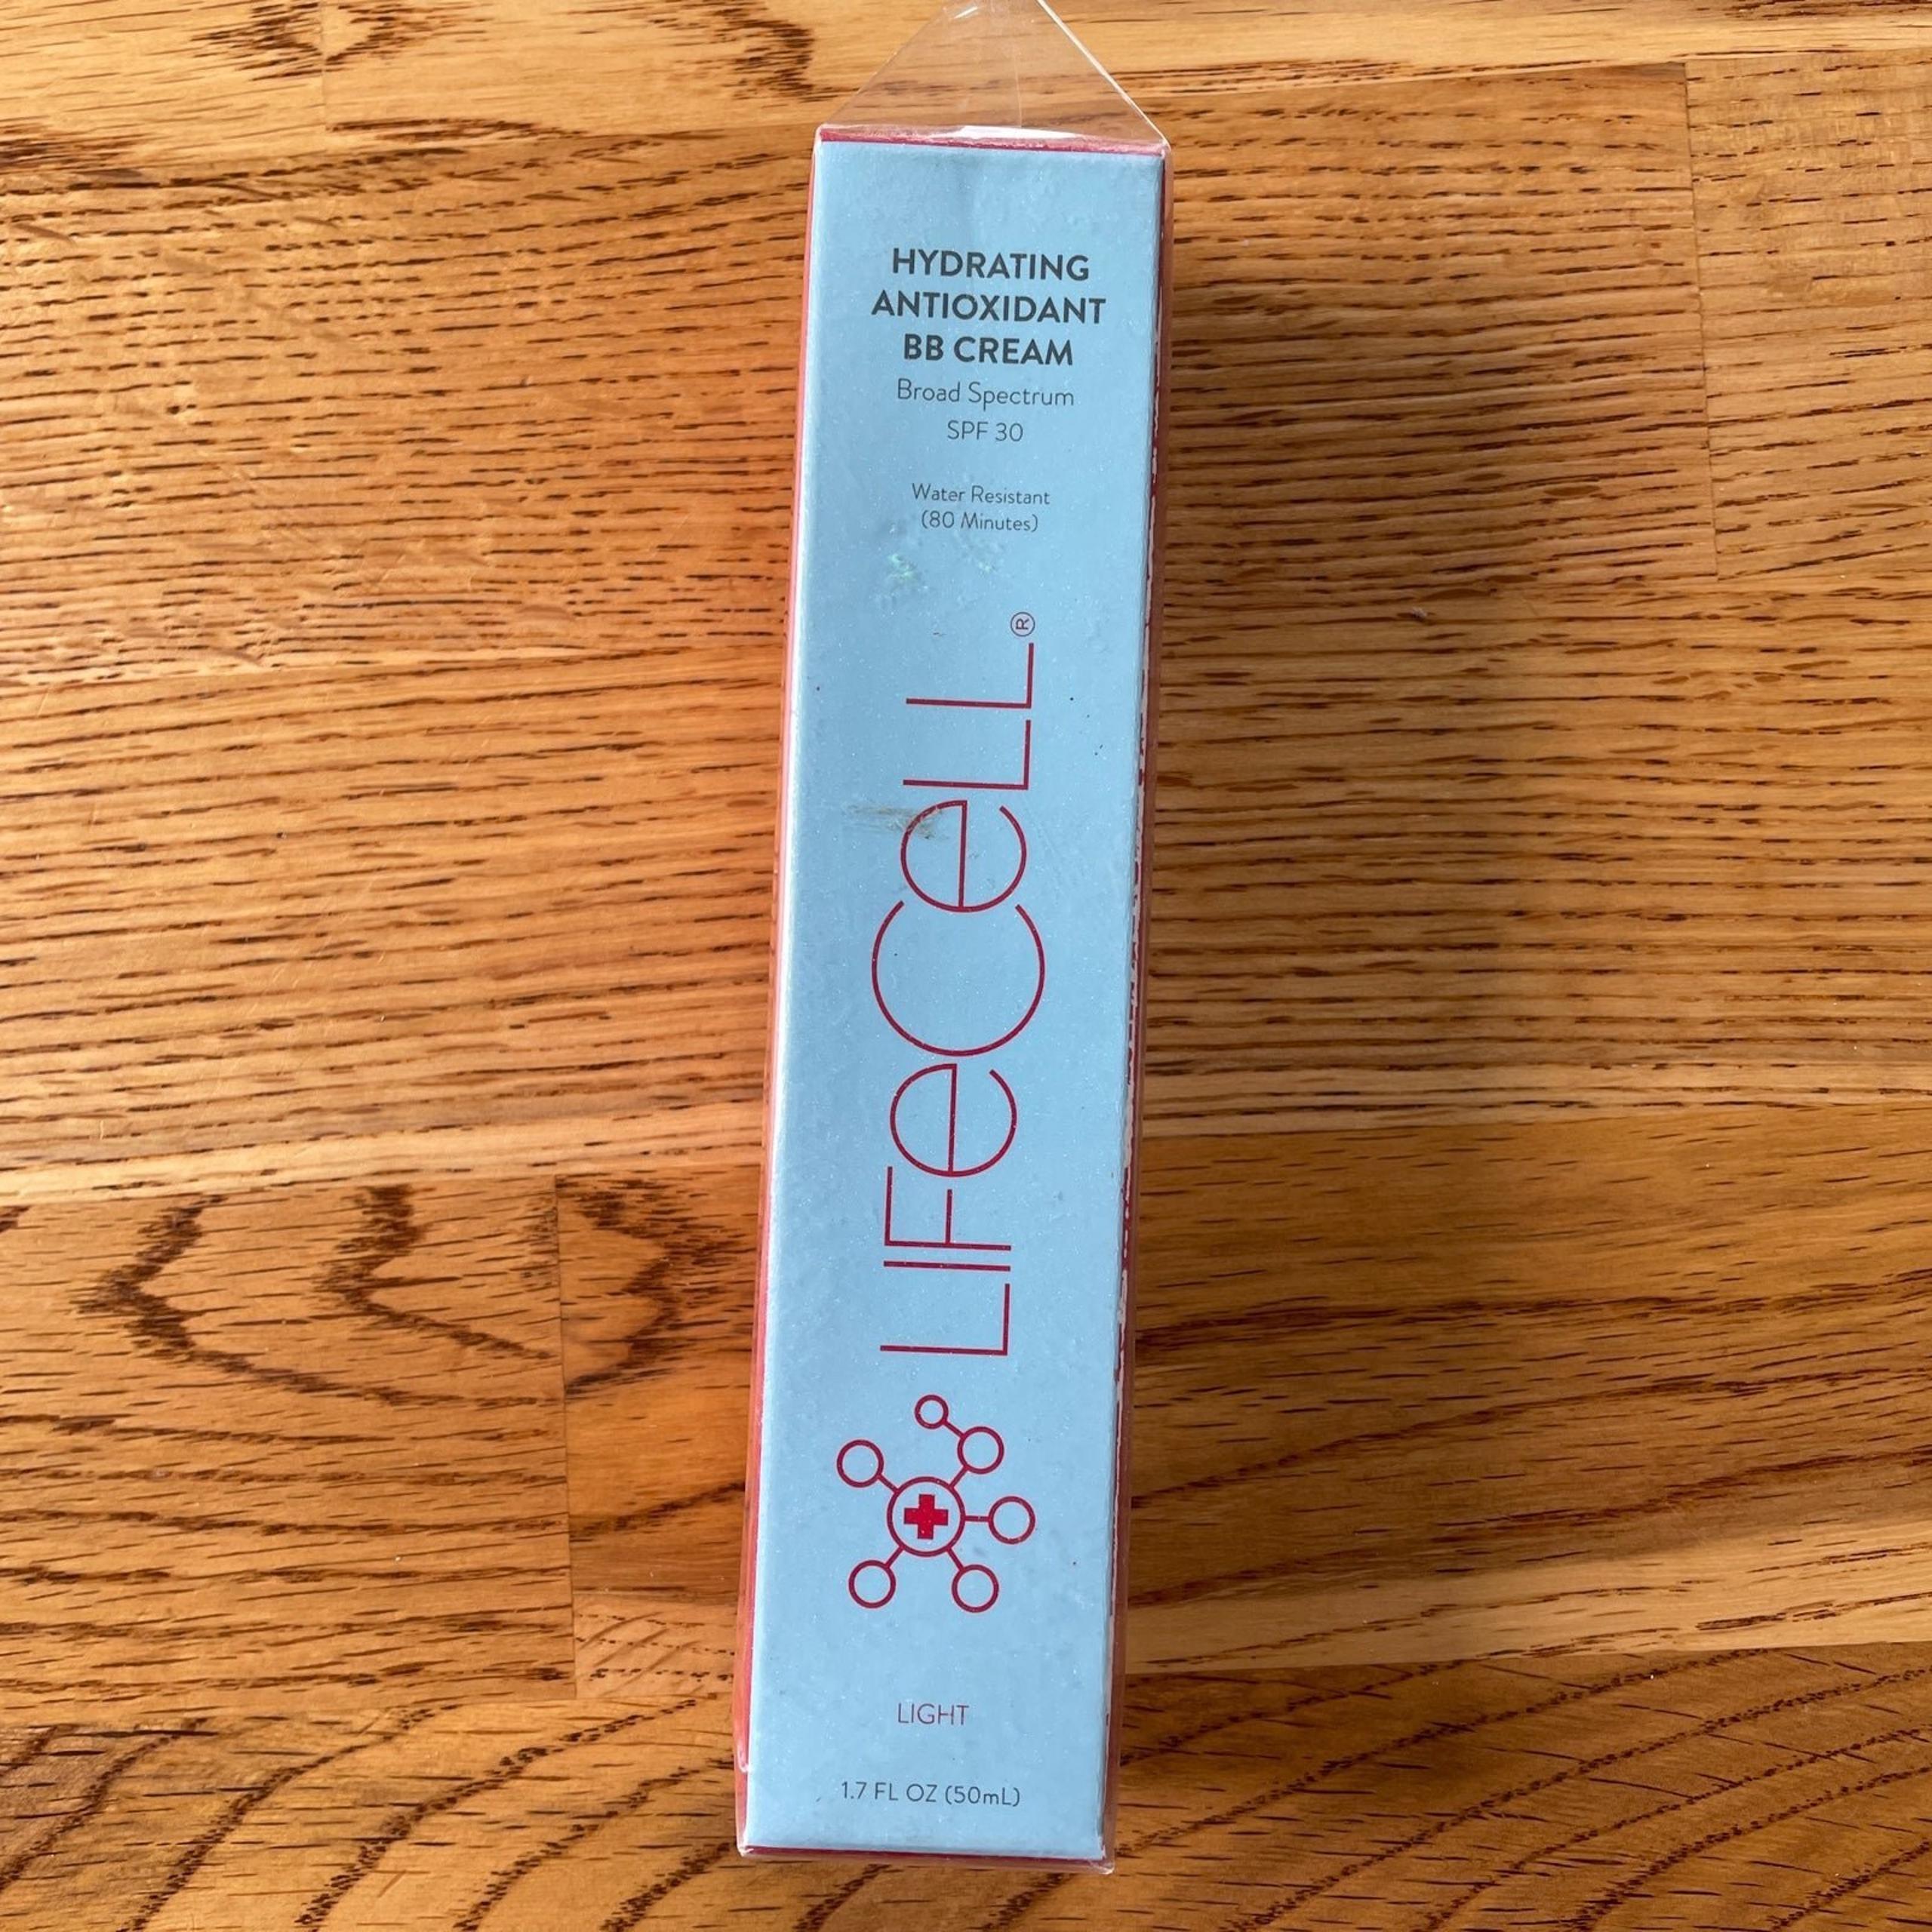 HYDRATING
ANTIOXIDANT
BB CREAM
Broad Spectrum
SPF 30
Water Resistant
(80 Minutes)
LIFeCeLL®
LIGHT
1.7 FL OZ (50mL)